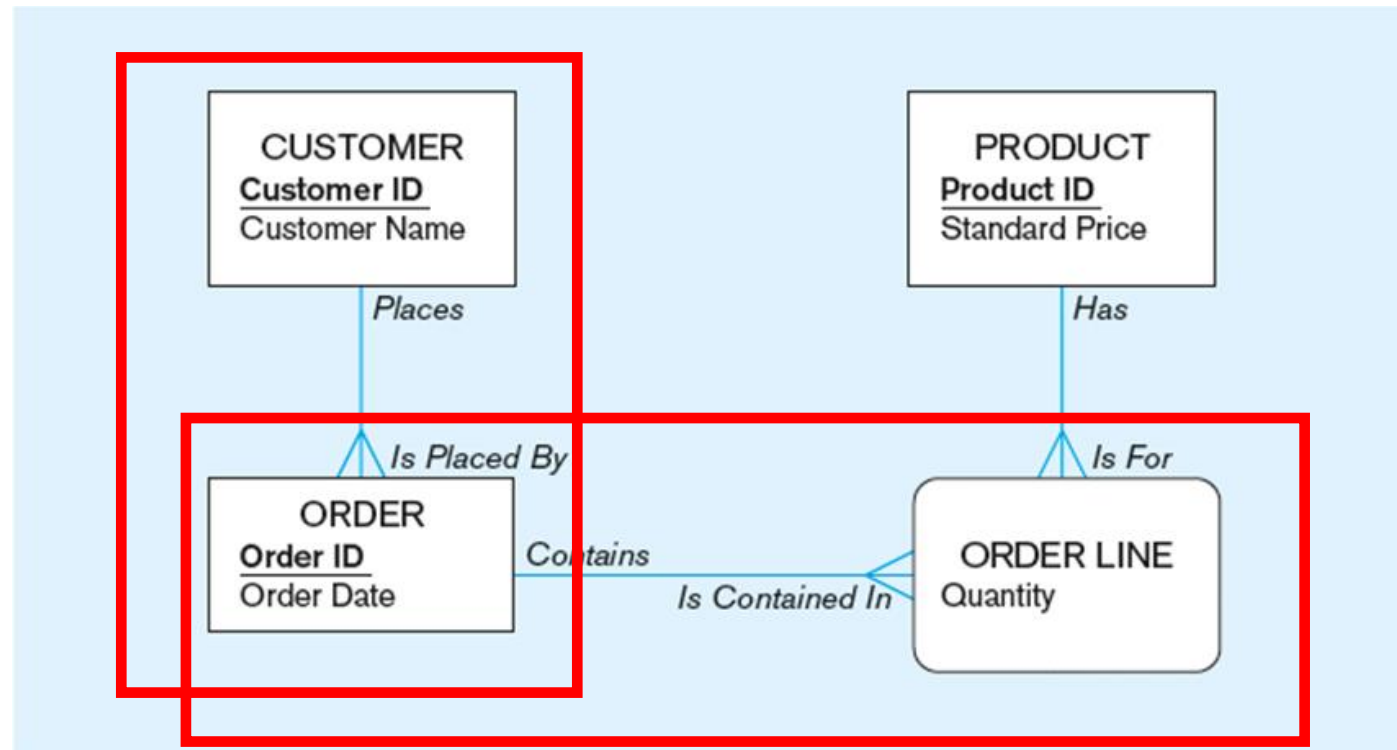 CUSTOMER
Customer ID
Customer Name
PRODUCT
Product ID
Standard Price
Places
Has
Is Placed By
Is For
ORDER
Order ID
Order Date
Contains
Is Contained In
ORDER LINE
Quantity